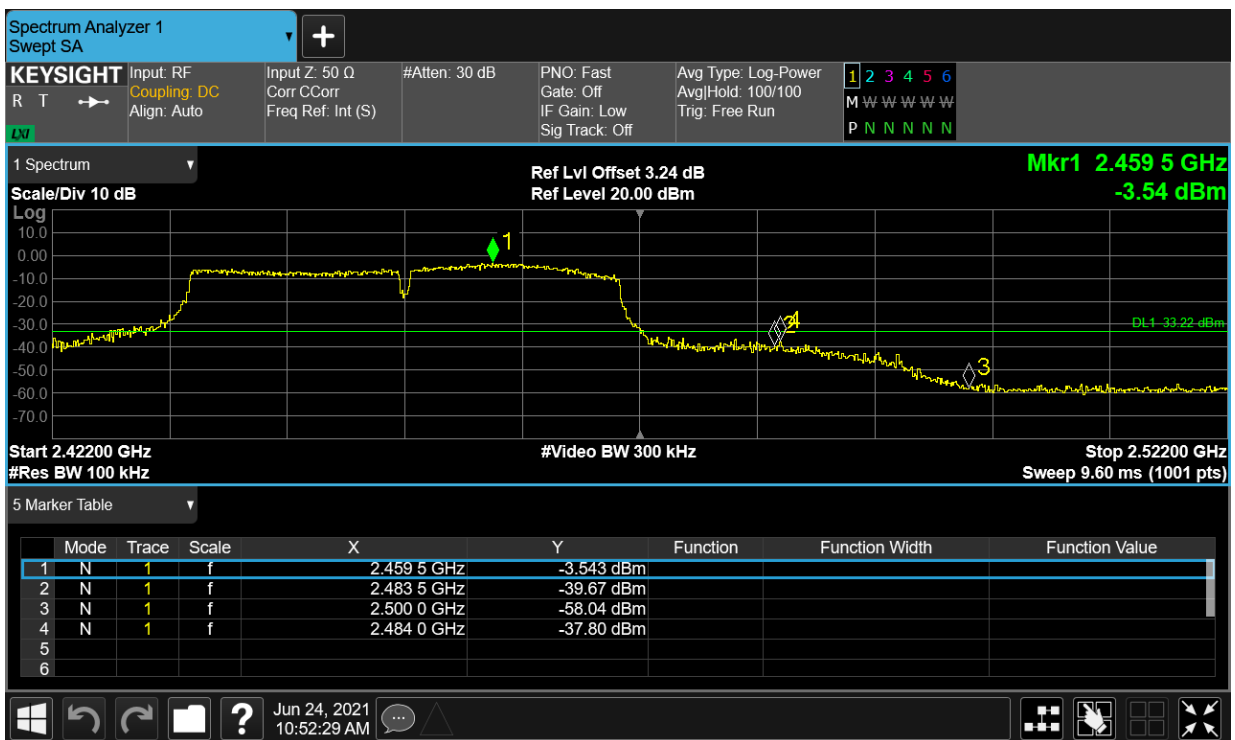 Spectrum Analyzer 1
Swept SA
+
KEYSIGHT
R T
LXI
Input: RF
Coupling: DC
Align: Auto
Input Z: 50 Ω
Corr CCorr
Freq Ref: Int (S)
#Atten: 30 dB
PNO: Fast
Gate: Off
IF Gain: Low
Sig Track: Off
Avg Type: Log-Power
Avg|Hold: 100/100
Trig: Free Run
1 2 3 4 5 6
M W W W W W
P N N N N N
1 Spectrum
Scale/Div 10 dB
Ref Lvl Offset 3.24 dB
Ref Level 20.00 dBm
Mkr1 2.459 5 GHz
-3.54 dBm
Log
10.0
0.00
-10.0
-20.0
-30.0
-40.0
-50.0
-60.0
-70.0
1
4
3
DL1 -33.22 dBm
Start 2.42200 GHz
#Res BW 100 kHz
#Video BW 300 kHz
Stop 2.52200 GHz
Sweep 9.60 ms (1001 pts)
5 Marker Table
Mode Trace Scale X Y Function Function Width Function Value
1 N 1 f 2.459 5 GHz -3.543 dBm
2 N 1 f 2.483 5 GHz -39.67 dBm
3 N 1 f 2.500 0 GHz -58.04 dBm
4 N 1 f 2.484 0 GHz -37.80 dBm
5
6
?
Jun 24, 2021
10:52:29 AM